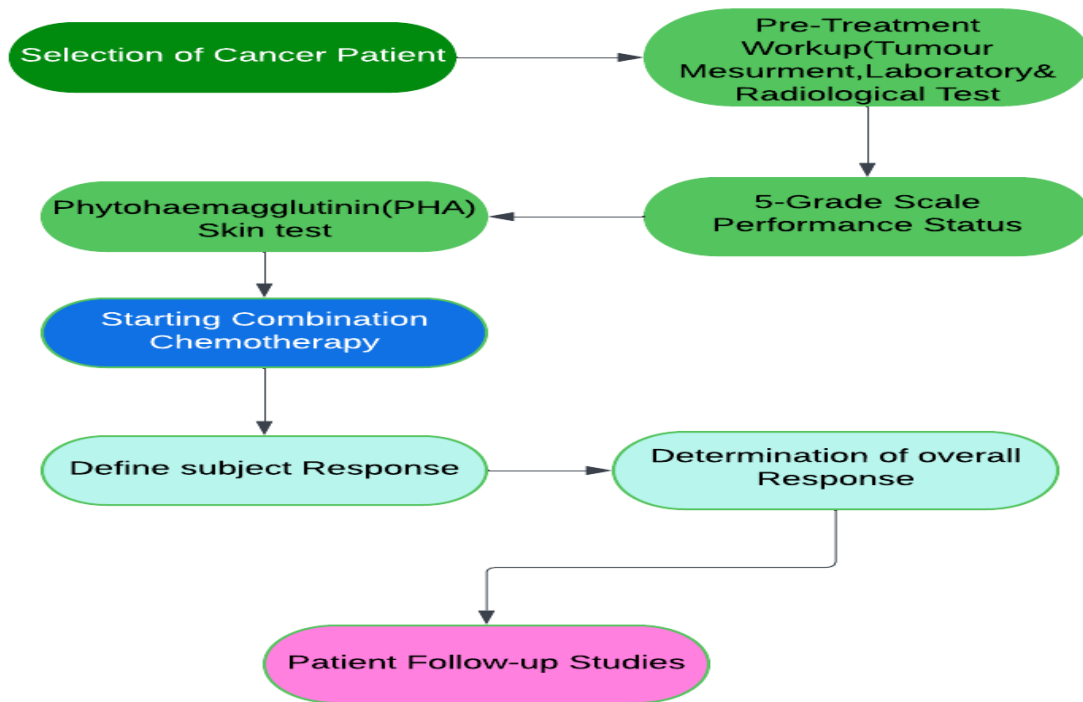 Selection of Cancer Patient
Pre-Treatment
Workup(Tumour
Mesurment,Laboratory&
Radiological Test
5-Grade Scale
Performance Status
Phytohaemagglutinin(PHA)
Skin test
Starting Combination
Chemotherapy
Define subject Response
Determination of overall
Response
Patient Follow-up Studies